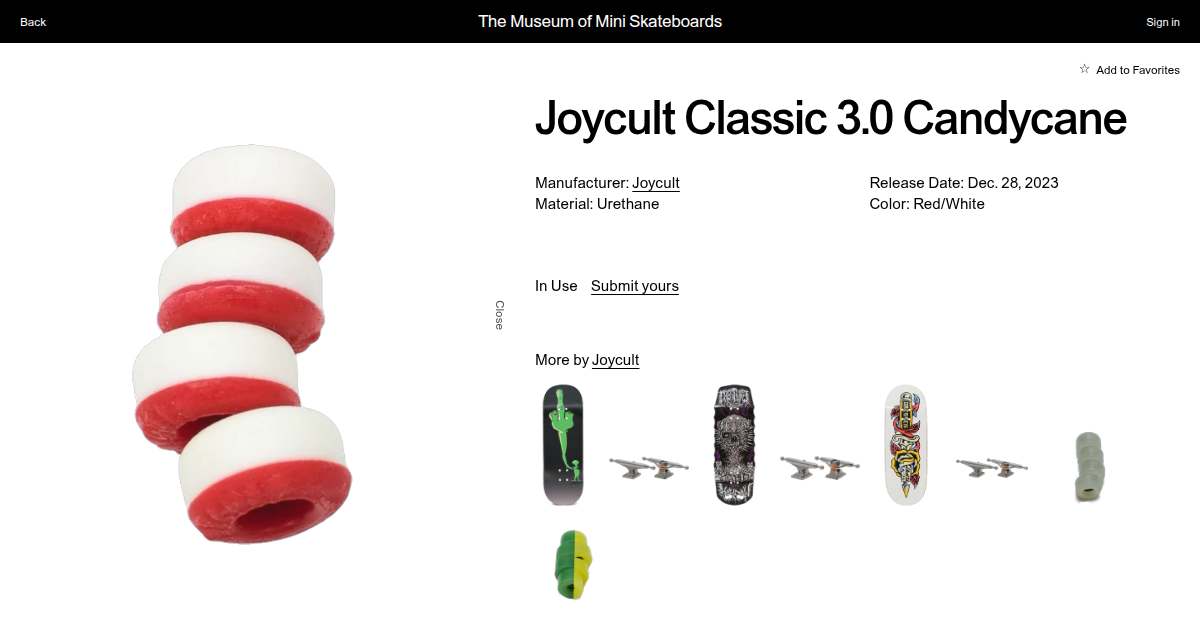 Back
The Museum of Mini Skateboards
Sign in
☆ Add to Favorites
Joycult Classic 3.0 Candycane
Manufacturer: Joycult
Material: Urethane
Release Date: Dec. 28, 2023
Color: Red/White
In Use Submit yours
Close
More by Joycult